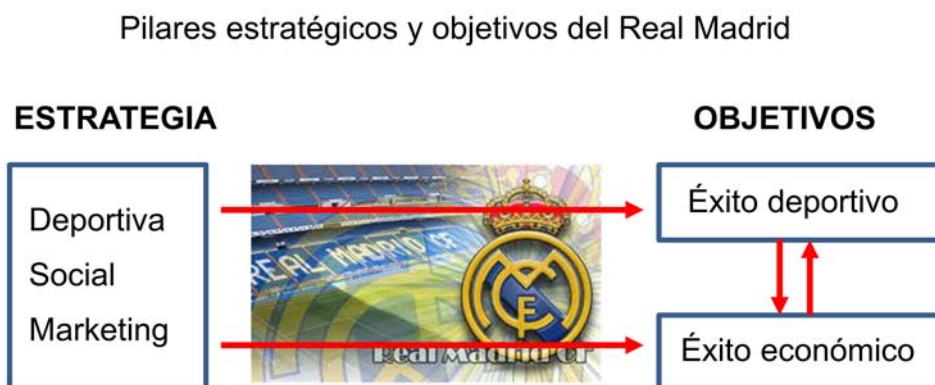 Pilares estratégicos y objetivos del Real Madrid
ESTRATEGIA
OBJETIVOS
Deportiva
Social
Marketing
REAL MADRID CF
Real Madrid CF
Éxito deportivo
Éxito económico